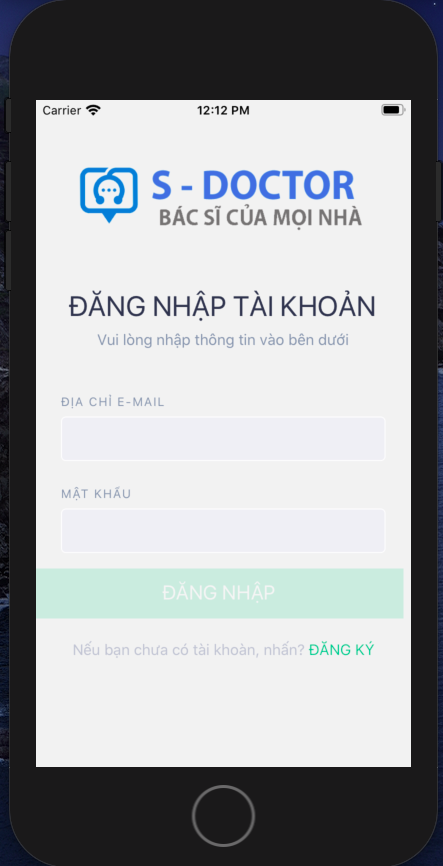 Carrier 12:12 PM
S - DOCTOR
BÁC SĨ CỦA MỌI NHÀ
ĐĂNG NHẬP TÀI KHOẢN
Vui lòng nhập thông tin vào bên dưới
ĐỊA CHỈ E-MAIL
MẬT KHẨU
ĐĂNG NHẬP
Nếu bạn chưa có tài khoản, nhấn? ĐĂNG KÝ